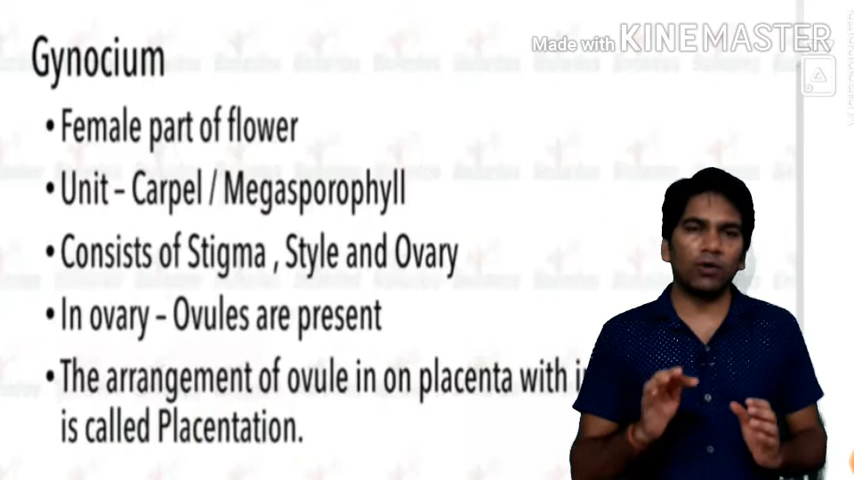 Made with KINEMASTER
Gynocium
• Female part of flower
• Unit – Carpel / Megasporophyll
• Consists of Stigma , Style and Ovary
• In ovary – Ovules are present
• The arrangement of ovule in on placenta with
is called Placentation.